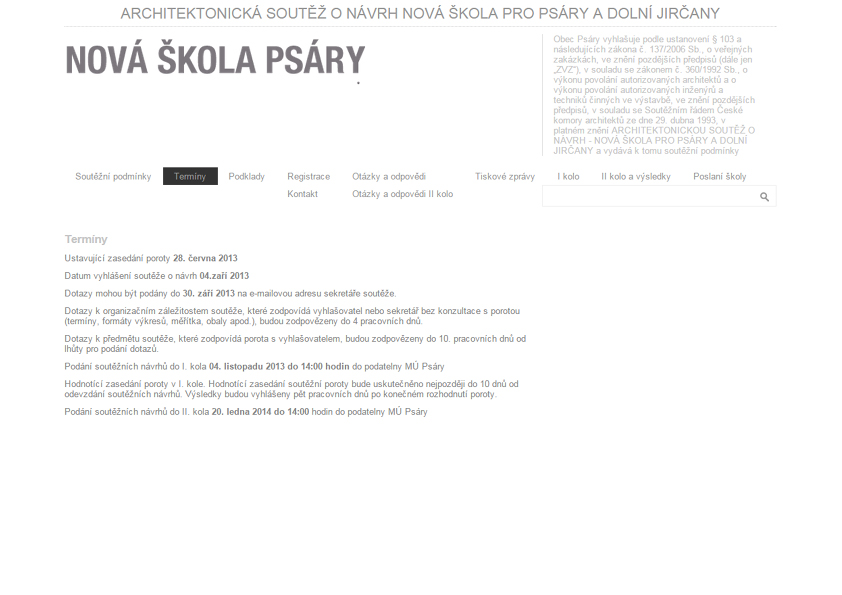 ARCHITEKTONICKÁ SOUTĚŽ O NÁVRH NOVÁ ŠKOLA PRO PSÁRY A DOLNÍ JIRČANY
NOVÁ ŠKOLA PSÁRY
Obec Psáry vyhlašuje podle ustanovení § 103 a
následujících zákona č. 137/2006 Sb., o veřejných
zakázkách, ve znění pozdějších předpisů (dále jen
„ZVZ“), v souladu se zákonem č. 360/1992 Sb., o
výkonu povolání autorizovaných architektů a o
výkonu povolání autorizovaných inženýrů a
techniků činných ve výstavbě, ve znění pozdějších
předpisů, v souladu se Soutěžním řádem České
komory architektů ze dne 29. dubna 1993, v
platném znění ARCHITEKTONICKOU SOUTĚŽ O
NÁVRH - NOVÁ ŠKOLA PRO PSÁRY A DOLNÍ
JIRČANY a vydává k tomu soutěžní podmínky
Soutěžní podmínky Termíny Podklady Registrace Otázky a odpovědi Tiskové zprávy I kolo II kolo a výsledky Poslaní školy
Kontakt Otázky a odpovědi II kolo
Termíny
Ustavující zasedání poroty 28. června 2013
Datum vyhlášení soutěže o návrh 04.zaří 2013
Dotazy mohou být podány do 30. září 2013 na e-mailovou adresu sekretáře soutěže.
Dotazy k organizačním záležitostem soutěže, které zodpovídá vyhlašovatel nebo sekretář bez konzultace s porotou
(termíny, formáty výkresů, měřítka, obaly apod.), budou zodpovězeny do 4 pracovních dnů.
Dotazy k předmětu soutěže, které zodpovídá porota s vyhlašovatelem, budou zodpovězeny do 10. pracovních dnů od
lhůty pro podání dotazů.
Podání soutěžních návrhů do I. kola 04. listopadu 2013 do 14:00 hodin do podatelny MÚ Psáry
Hodnotící zasedání poroty v I. kole. Hodnotící zasedání soutěžní poroty bude uskutečněno nejpozději do 10 dnů od
odevzdání soutěžních návrhů. Výsledky budou vyhlášeny pět pracovních dnů po konečném rozhodnutí poroty.
Podání soutěžních návrhů do II. kola 20. ledna 2014 do 14:00 hodin do podatelny MÚ Psáry